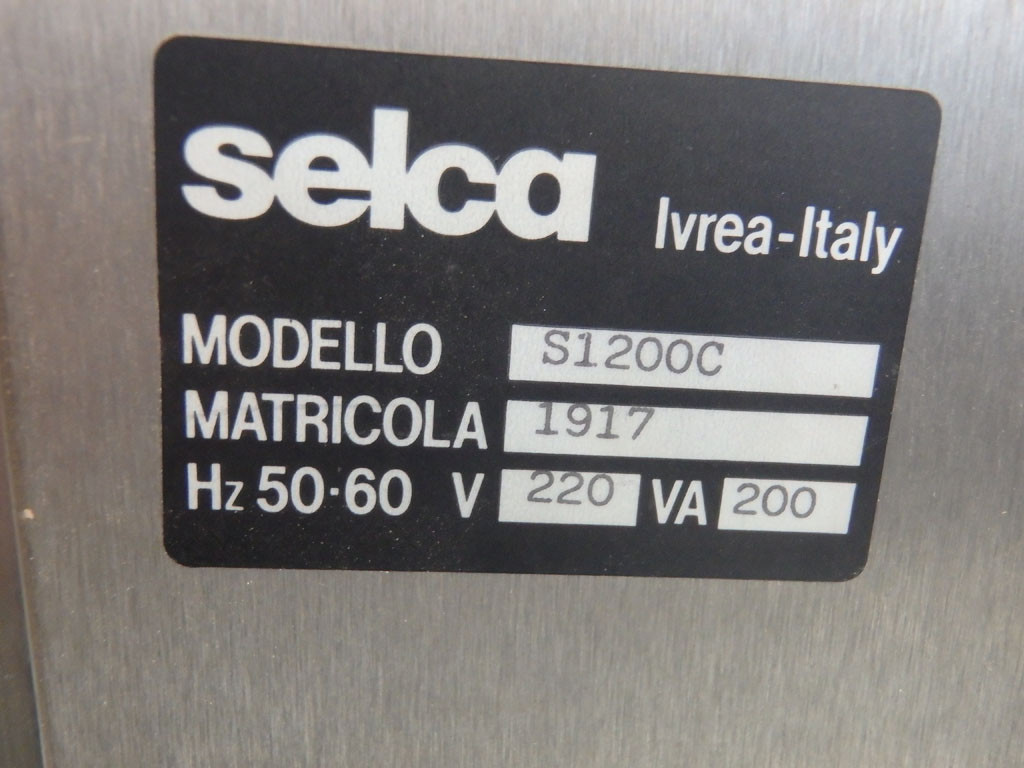 selca Ivrea-Italy
MODELLO S1200C
MATRICOLA 1917
Hz 50-60 V 220 VA 200